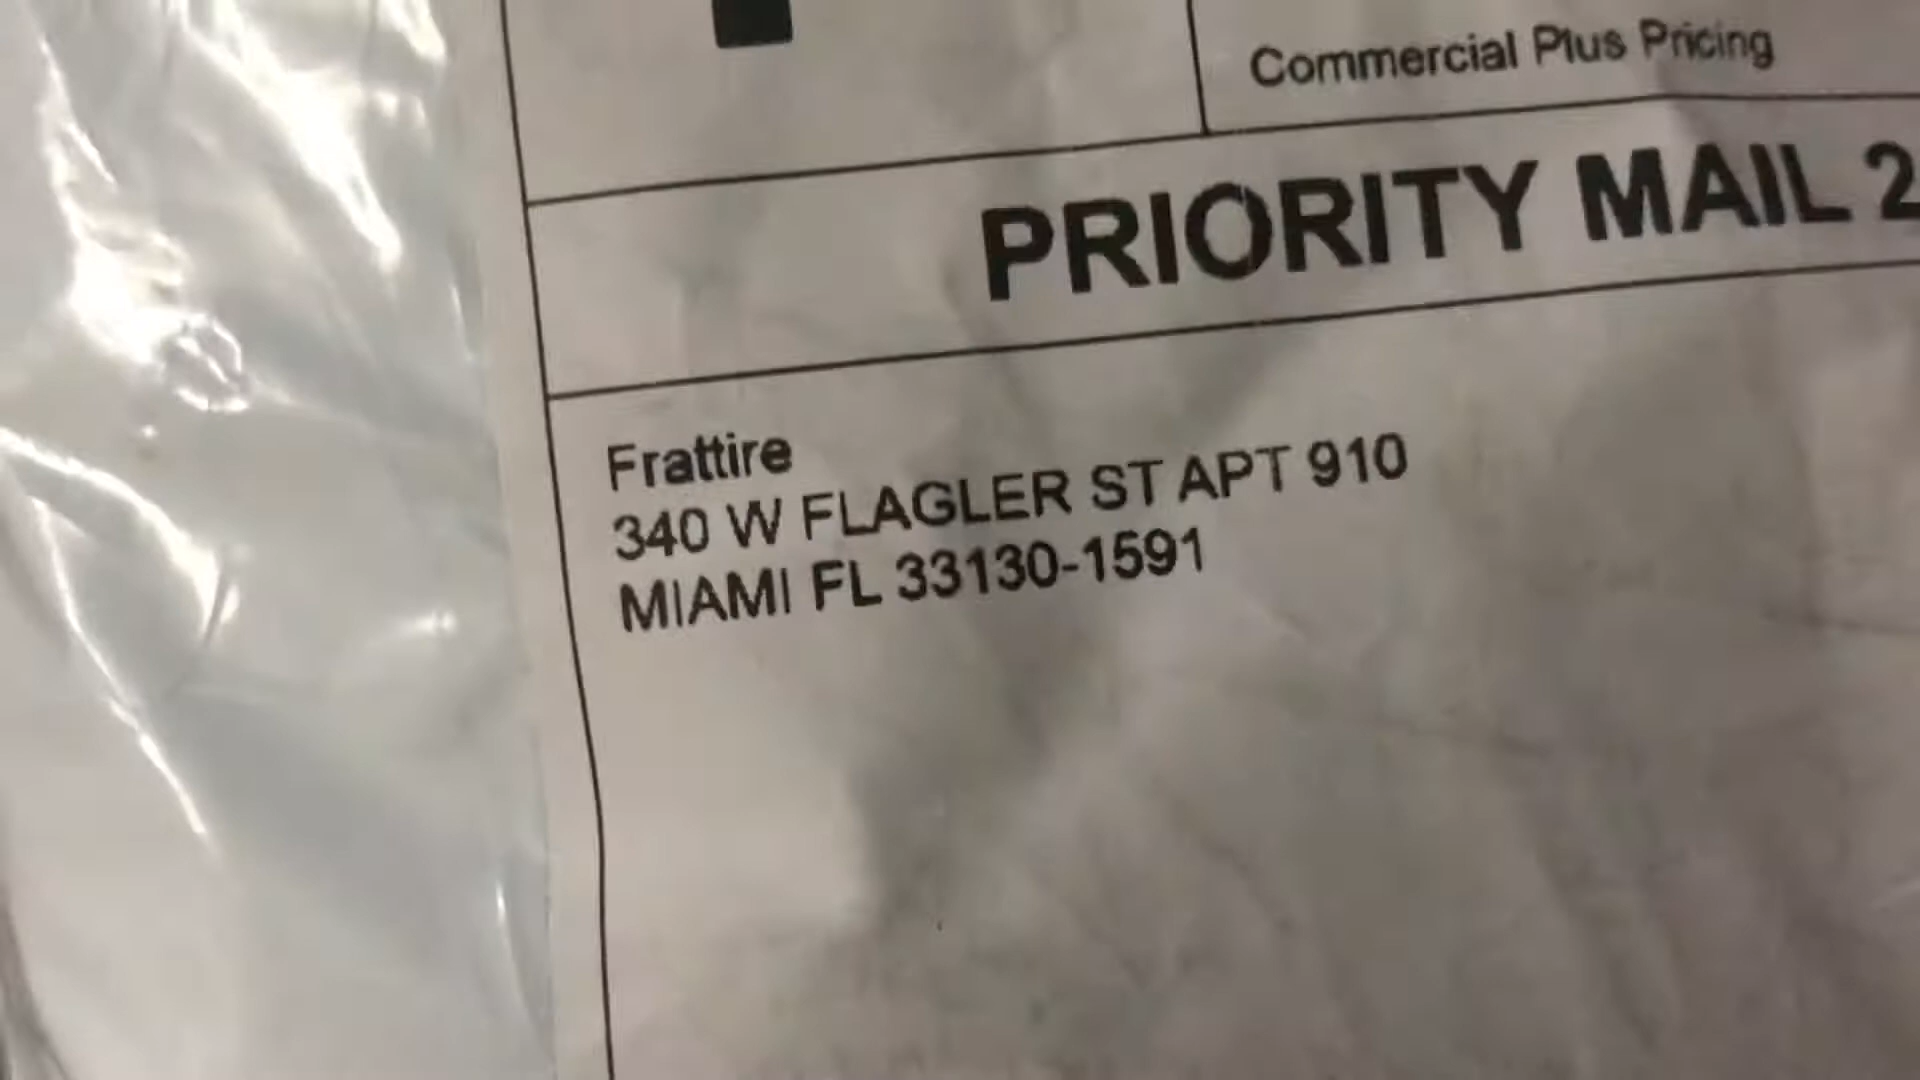 Commercial Plus Pricing
PRIORITY MAIL 2
Frattire
340 W FLAGLER ST APT 910
MIAMI FL 33130-1591